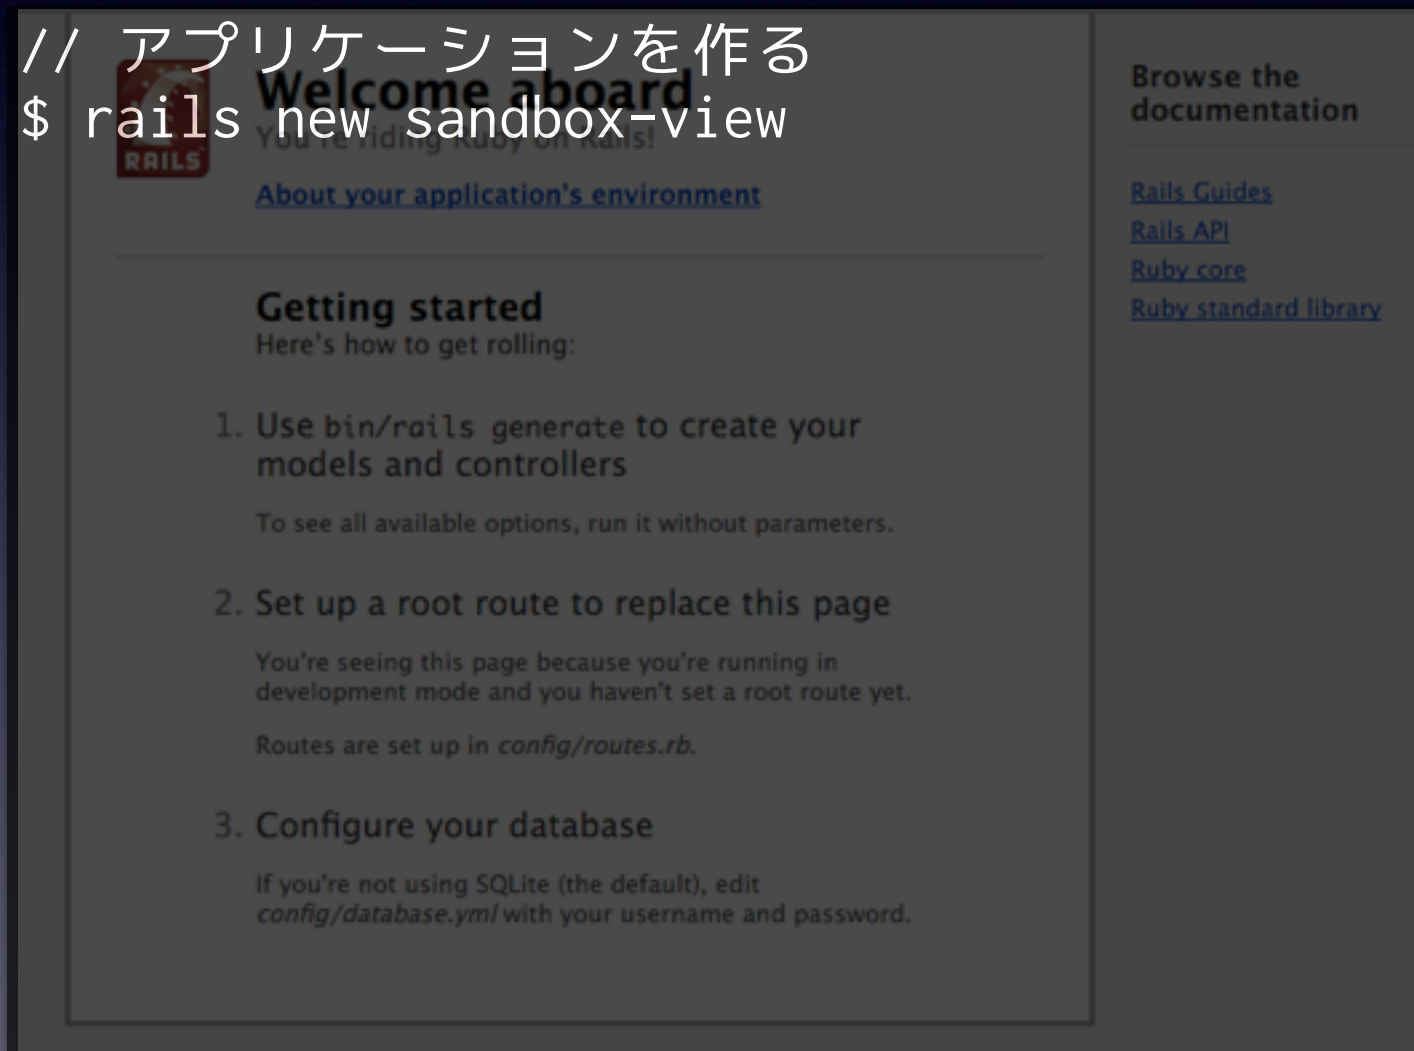 // アプリケーションを作る
$ rails new sandbox-view
RAILS
Welcome aboard
You're riding Ruby on Rails!
About your application's environment
Getting started
Here's how to get rolling:
1. Use bin/rails generate to create your
models and controllers
To see all available options, run it without parameters.
2. Set up a root route to replace this page
You're seeing this page because you're running in
development mode and you haven't set a root route yet.
Routes are set up in config/routes.rb.
3. Configure your database
If you're not using SQLite (the default), edit
config/database.yml with your username and password.
Browse the
documentation
Rails Guides
Rails API
Ruby core
Ruby standard library